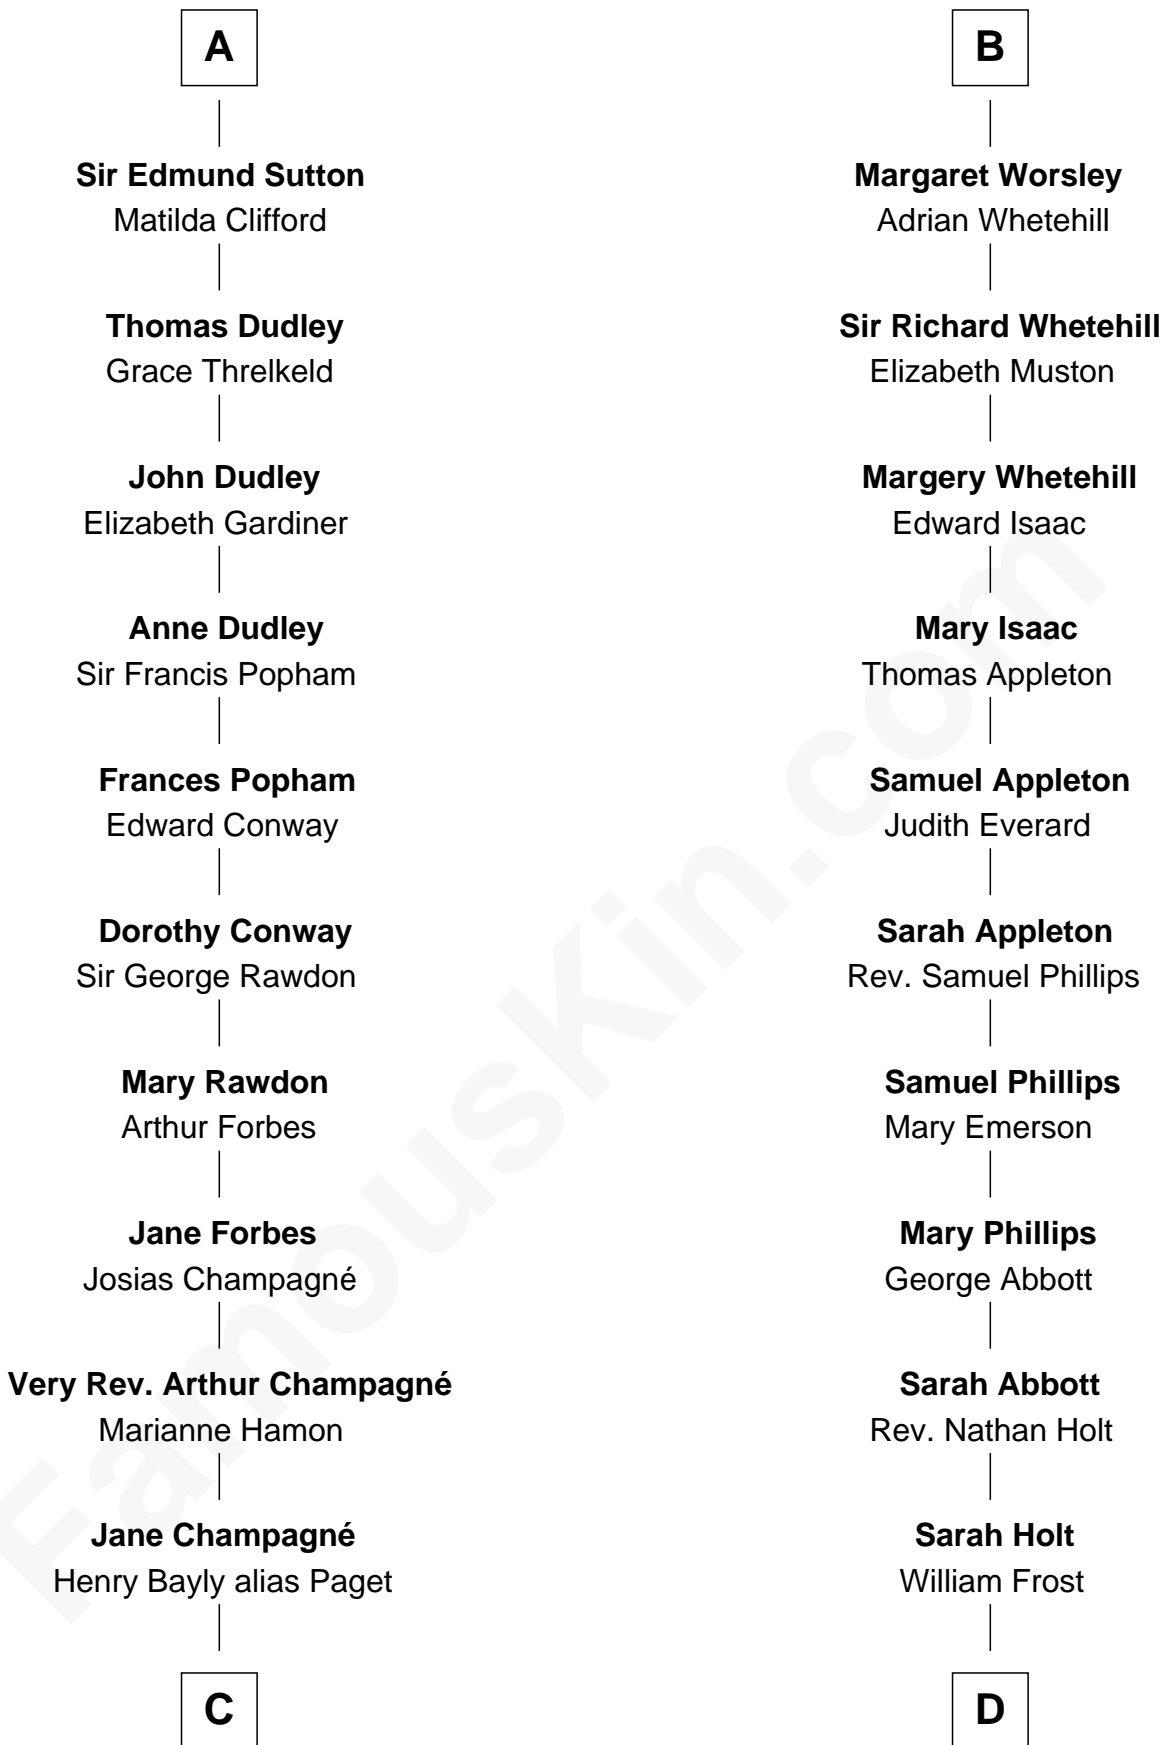 A
Sir Edmund Sutton
Matilda Clifford
Thomas Dudley
Grace Threlkeld
John Dudley
Elizabeth Gardiner
Anne Dudley
Sir Francis Popham
Frances Popham
Edward Conway
Dorothy Conway
Sir George Rawdon
Mary Rawdon
Arthur Forbes
Jane Forbes
Josias Champagné
Very Rev. Arthur Champagné
Marianne Hamon
Jane Champagné
Henry Bayly alias Paget
C
B
Margaret Worsley
Adrian Whetehill
Sir Richard Whetehill
Elizabeth Muston
Margery Whetehill
Edward Isaac
Mary Isaac
Thomas Appleton
Samuel Appleton
Judith Everard
Sarah Appleton
Rev. Samuel Phillips
Samuel Phillips
Mary Emerson
Mary Phillips
George Abbott
Sarah Abbott
Rev. Nathan Holt
Sarah Holt
William Frost
D
FamousKin.com